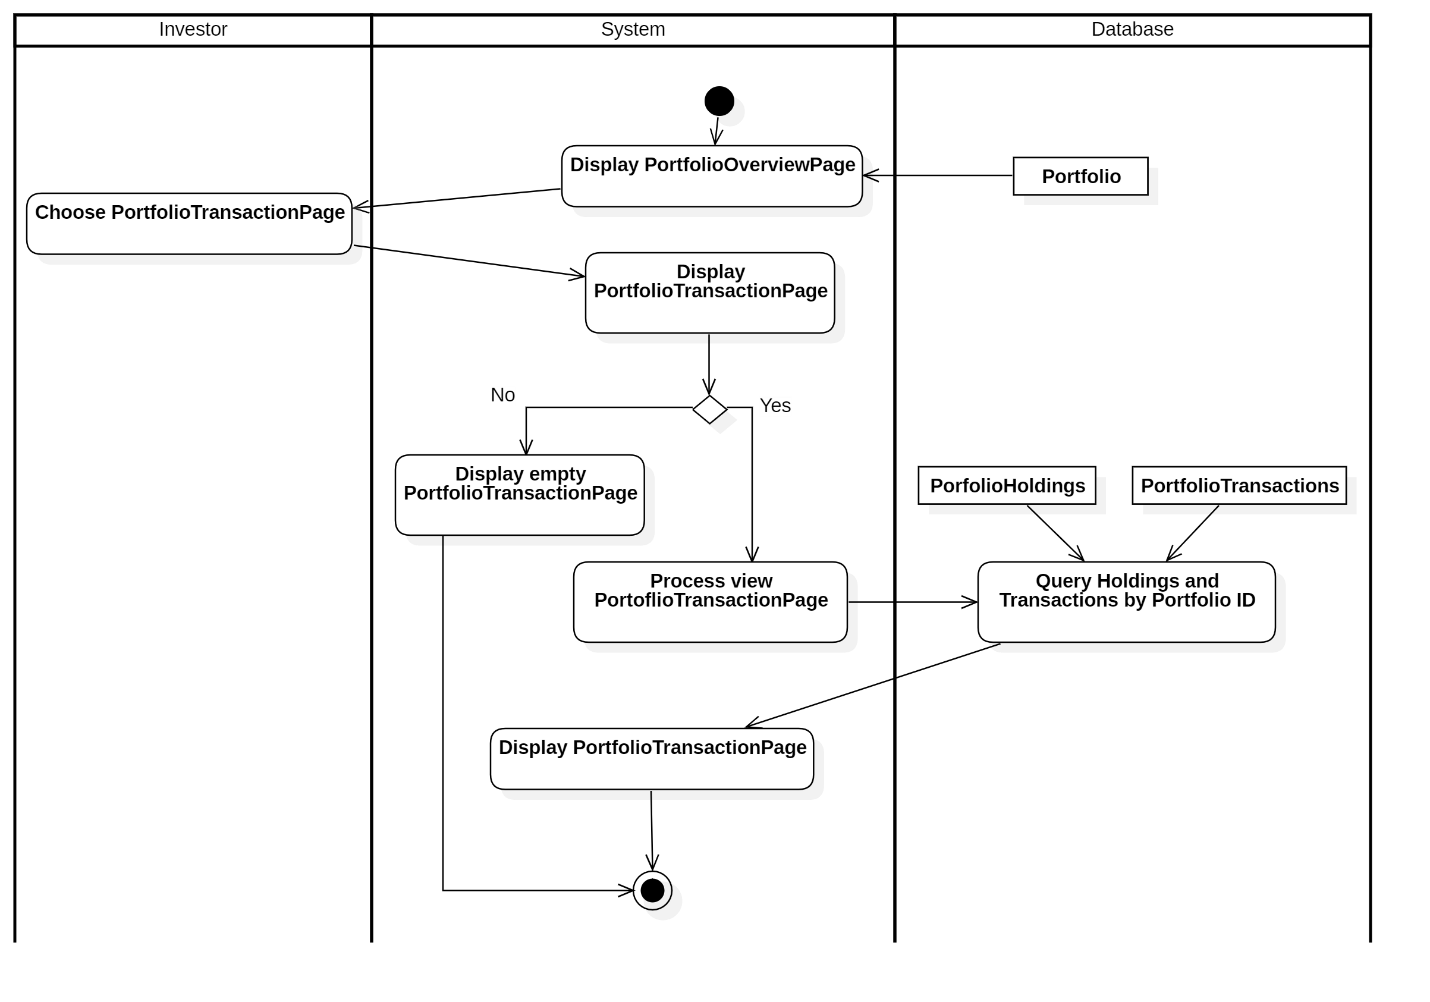 Investor
System
Database
Display PortfolioOverviewPage
Portfolio
Choose PortfolioTransactionPage
Display
PortfolioTransactionPage
No
Yes
Display empty
PortfolioTransactionPage
PorfolioHoldings
PortfolioTransactions
Process view
PortoflioTransactionPage
Query Holdings and
Transactions by Portfolio ID
Display PortfolioTransactionPage